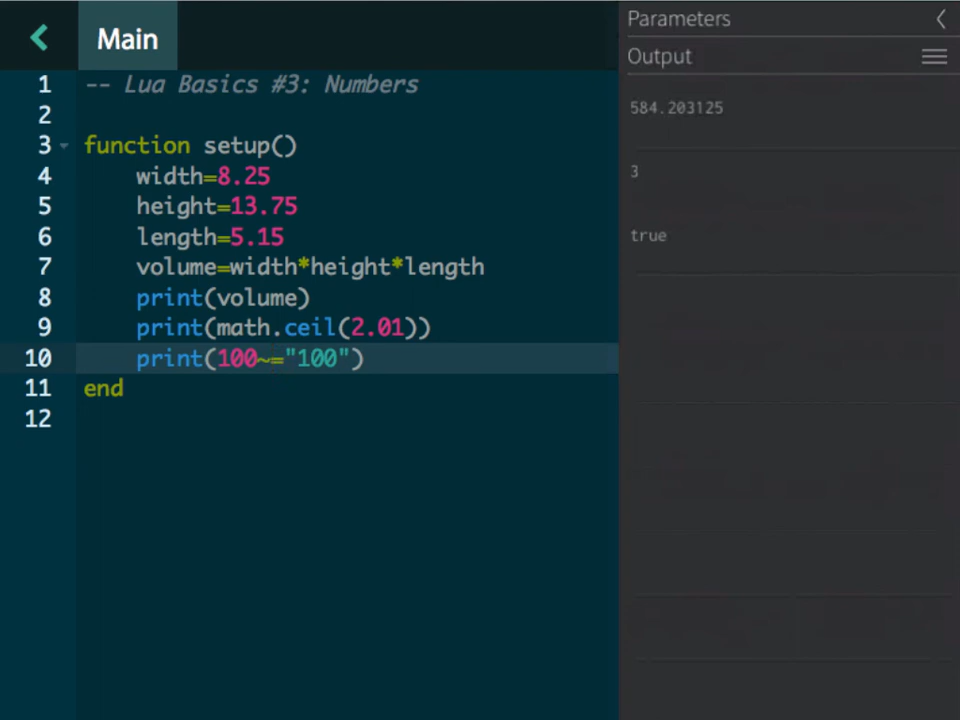 Main
1 -- Lua Basics #3: Numbers
2
3 function setup()
4 width=8.25
5 height=13.75
6 length=5.15
7 volume=width*height*length
8 print(volume)
9 print(math.ceil(2.01))
10 print(100~="100")
11 end
12
Parameters
Output
584.203125
3
true